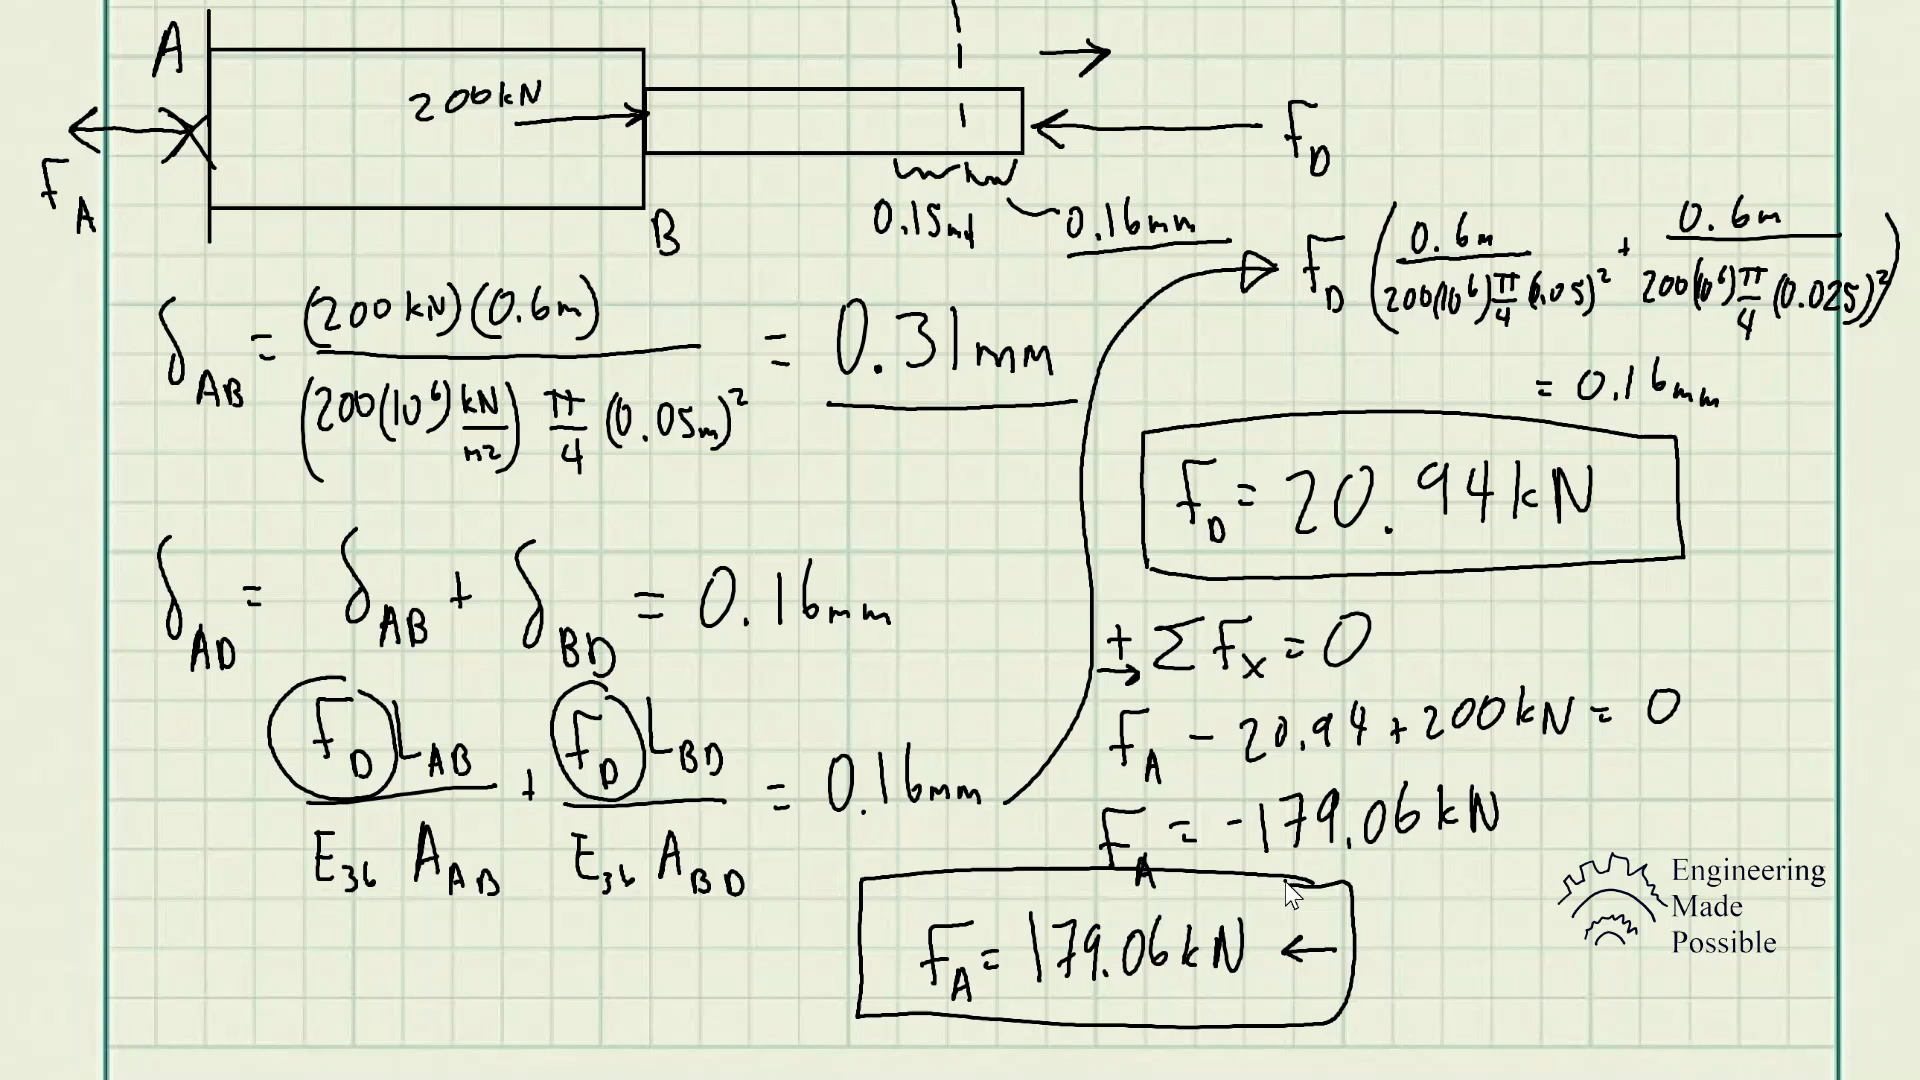 A
200kN
F_A
F_D
B
0.15mm
0.16mm
F_D (0.6m / 200(10^6) π/4 (0.05)^2 + 0.6m / 200(10^6) π/4 (0.025)^2)
= 0.16mm
δ_AB = (200 kN)(0.6m) / (200(10^6) kN/m2) π/4 (0.05m)^2 = 0.31mm
F_D = 20.94kN
δ_AD = δ_AB + δ_BD = 0.16mm
F_D L_AB / E_36 A_AB + F_D L_BD / E_36 A_BD = 0.16mm
+→ ΣF_x = 0
F_A - 20.94 + 200kN = 0
F_A = -179.06kN
F_A = 179.06kN ←
Engineering
Made
Possible